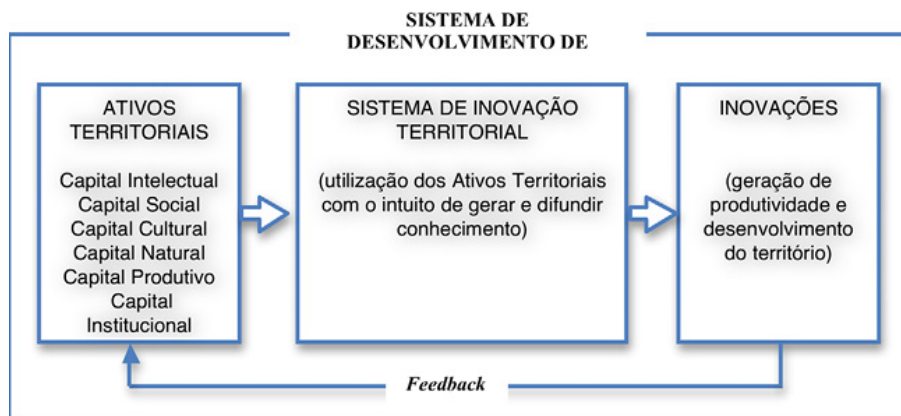 SISTEMA DE
DESENVOLVIMENTO DE
ATIVOS
TERRITORIAIS
Capital Intelectual
Capital Social
Capital Cultural
Capital Natural
Capital Produtivo
Capital
Institucional
SISTEMA DE INOVAÇÃO
TERRITORIAL
(utilização dos Ativos Territoriais
com o intuito de gerar e difundir
conhecimento)
INOVAÇÕES
(geração de
produtividade e
desenvolvimento
do território)
Feedback